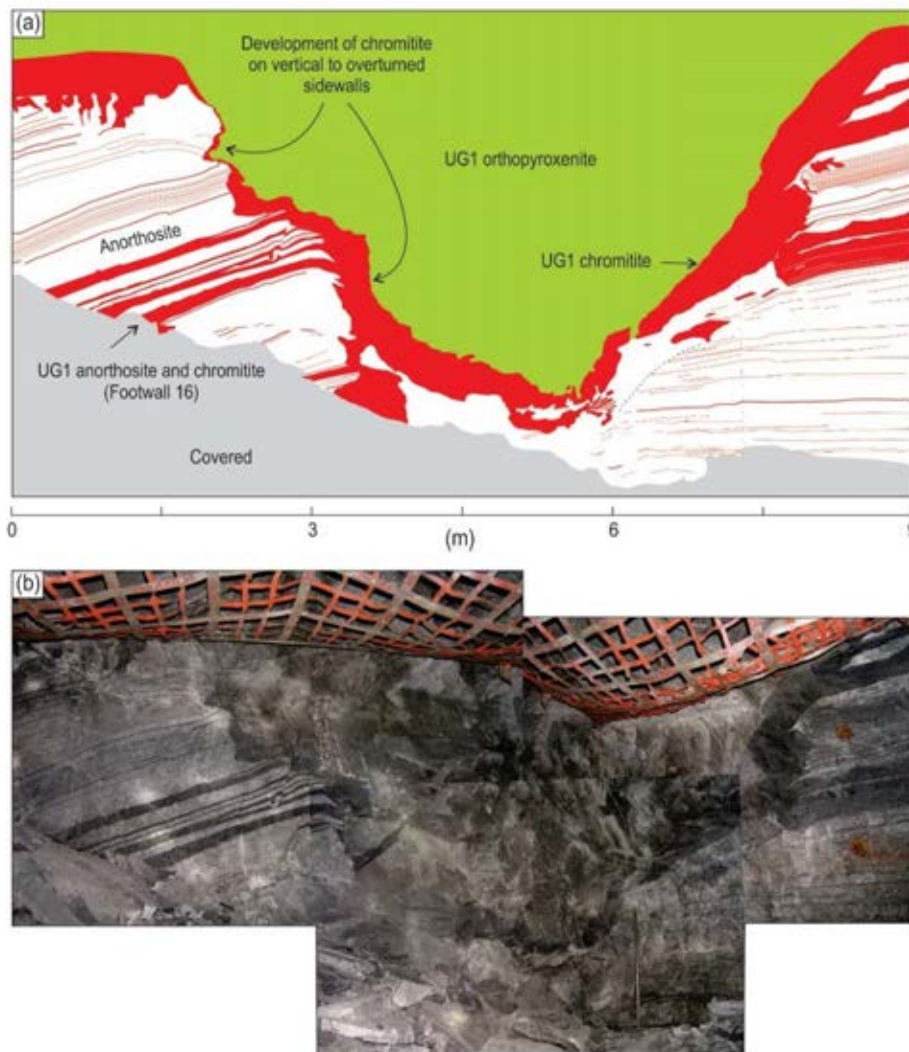 (a)
Development of chromitite
on vertical to overturned
sidewalls
UG1 orthopyroxenite
Anorthosite
UG1 chromitite
UG1 anorthosite and chromitite
(Footwall 16)
Covered
0
3
6
(m)
(b)